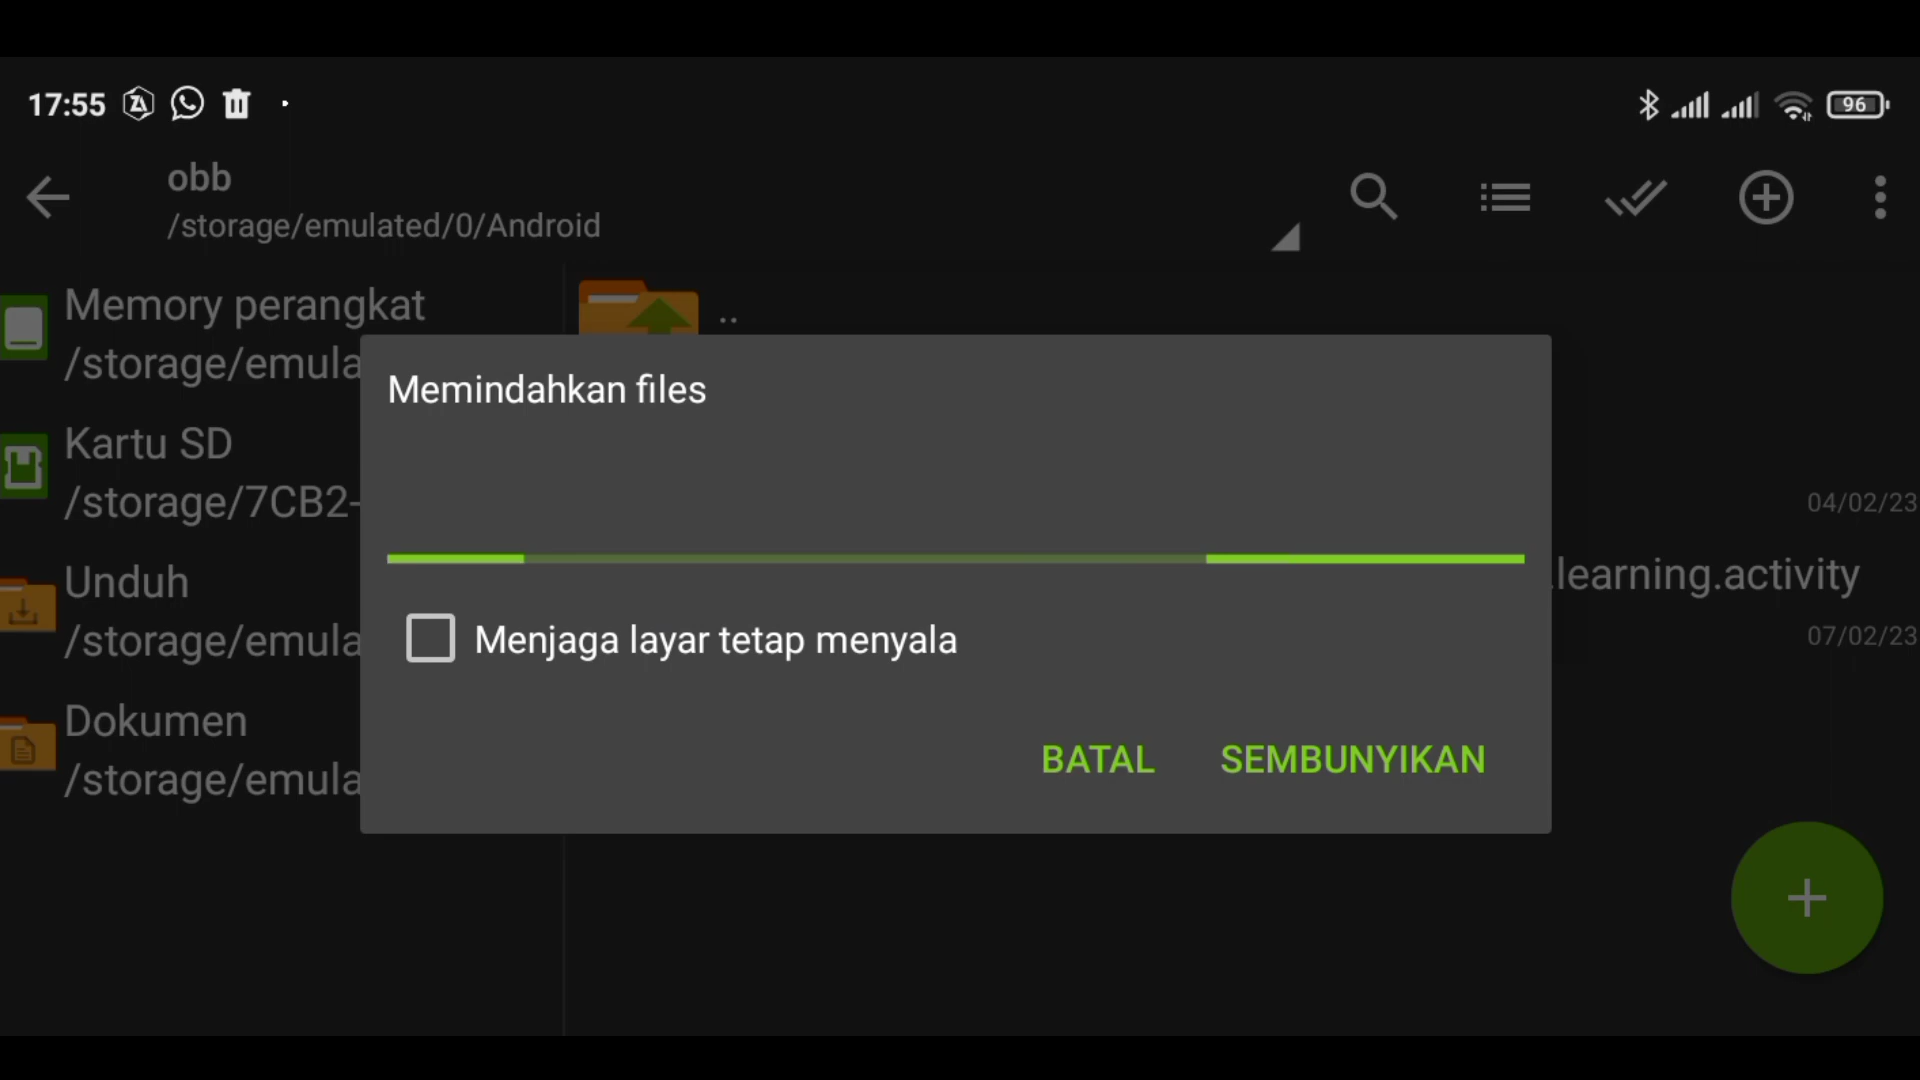 17:55
96
obb
/storage/emulated/0/Android
Memory perangkat
/storage/emula
Kartu SD
/storage/7CB2-
Unduh
/storage/emula
Dokumen
/storage/emula
..
04/02/23
.learning.activity
07/02/23
Memindahkan files
Menjaga layar tetap menyala
BATAL
SEMBUNYIKAN